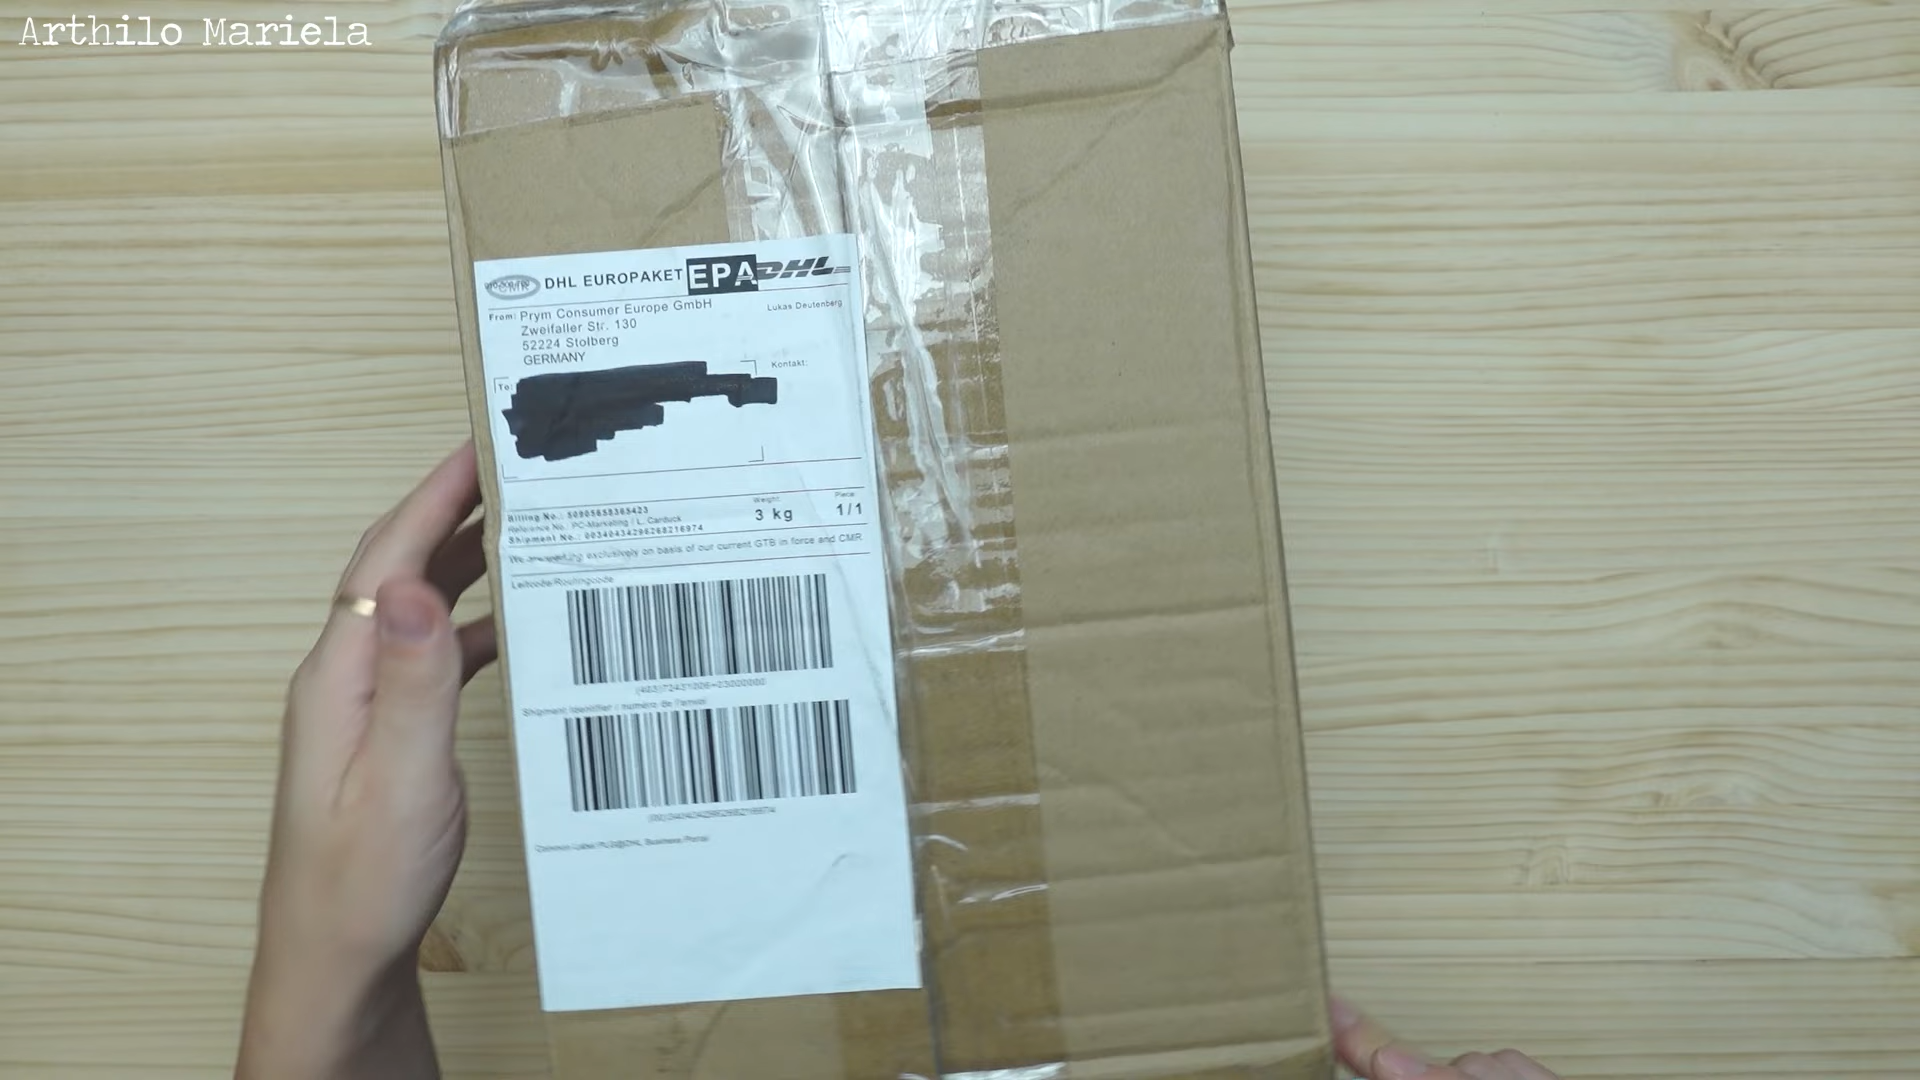 Arthilo Mariela
DHL EUROPAKET EPA DHL
From: Prym Consumer Europe GmbH
Lukas Deutenberg
Zweifaller Str. 130
52224 Stolberg
GERMANY
To:
Kontakt:
Weight
Piece
Billing No.: 50905658365423
3 kg
1/1
Reference No.: PC-Marketing / L. Carduck
Shipment No.: 00340434296268216974
exclusively on basis of our current GTB in force and CMR
Leitcode/Routingcode
Shipment Identifier / numéro de l'envoi